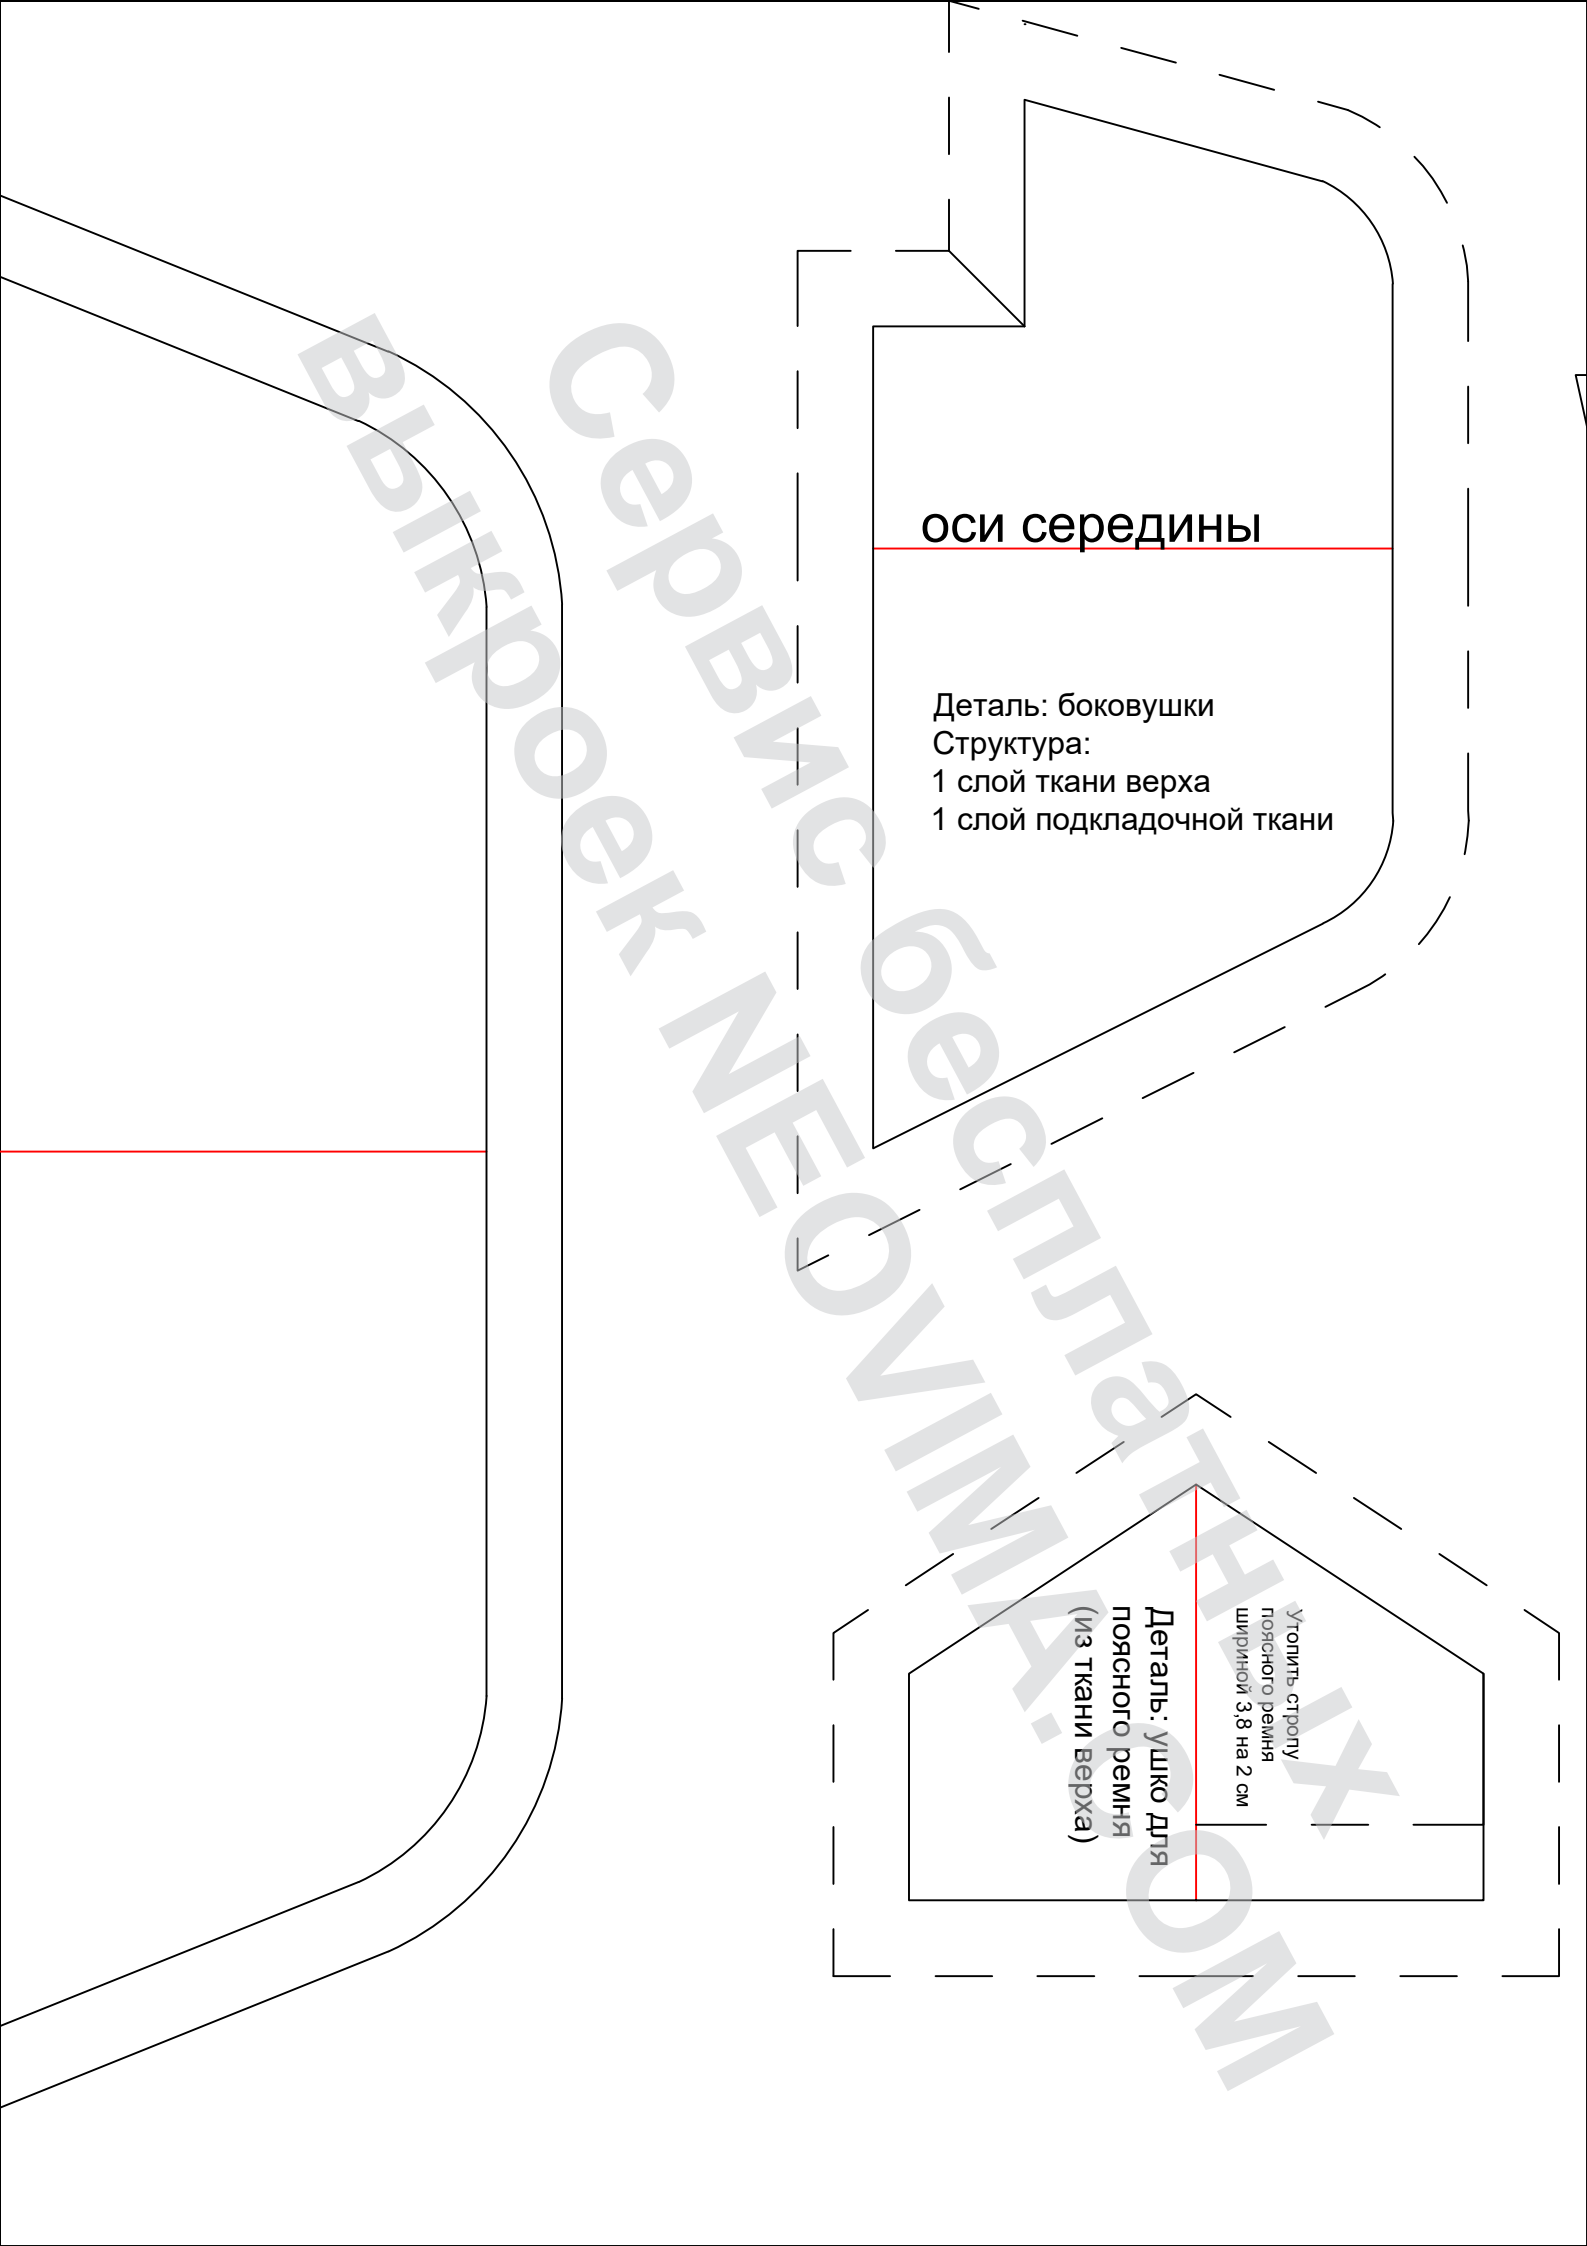 оси середины
Деталь: боковушки
Структура:
1 слой ткани верха
1 слой подкладочной ткани
Утопить стропу
поясного ремня
шириной 3,8 на 2 см
Деталь: ушко для
поясного ремня
(из ткани верха)
Сервис бесплатных
выкроек NEOVIMA.COM